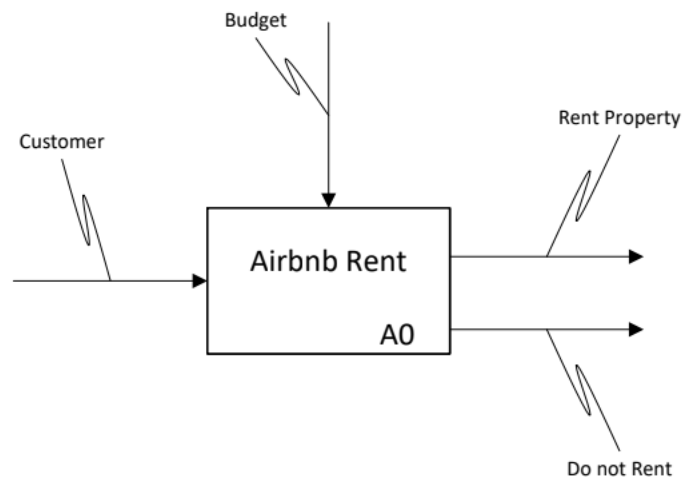 Budget
Rent Property
Customer
Airbnb Rent
A0
Do not Rent